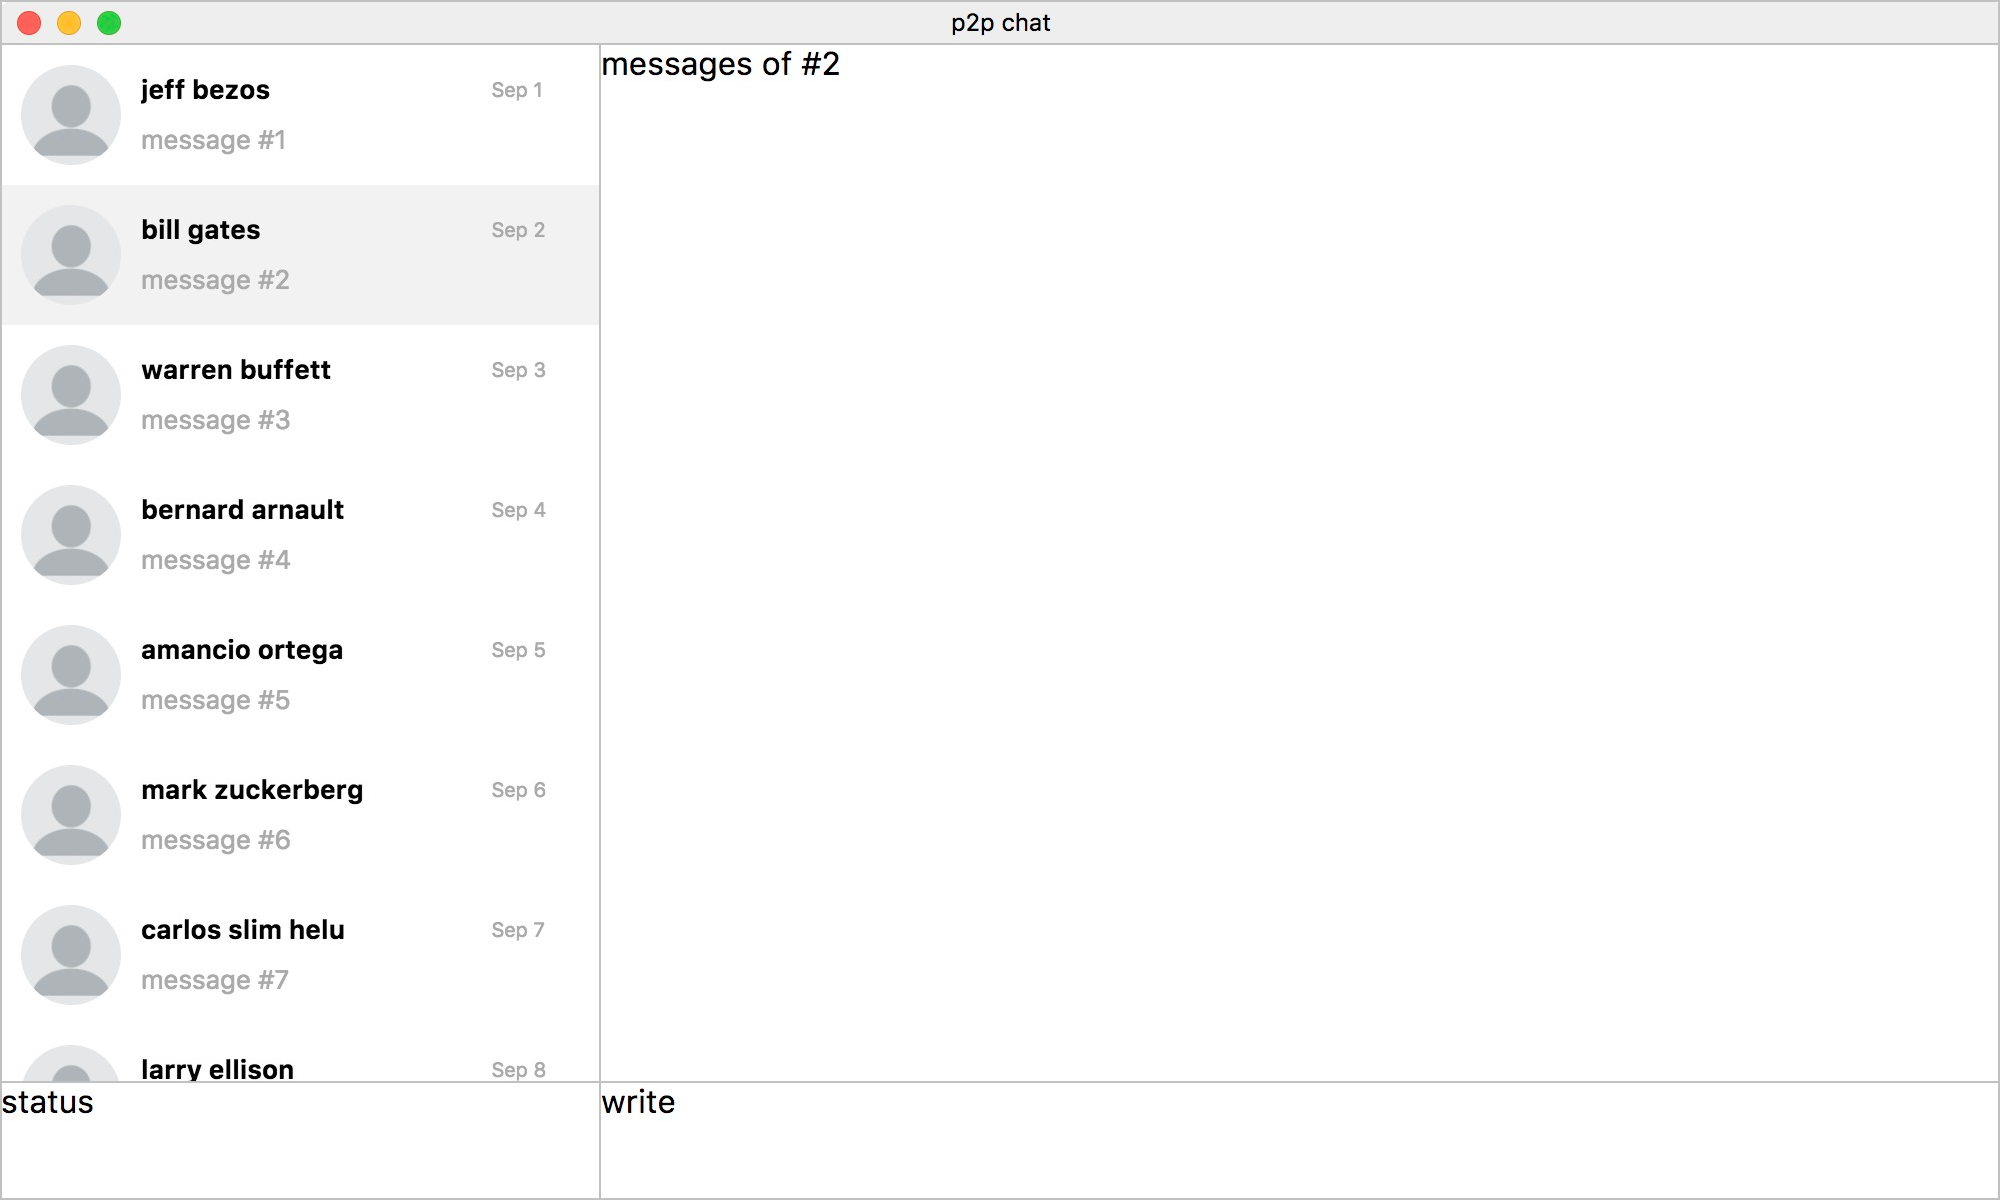 p2p chat
jeff bezos
Sep 1
message #1
bill gates
Sep 2
message #2
warren buffett
Sep 3
message #3
bernard arnault
Sep 4
message #4
amancio ortega
Sep 5
message #5
mark zuckerberg
Sep 6
message #6
carlos slim helu
Sep 7
message #7
larry ellison
Sep 8
status
messages of #2
write